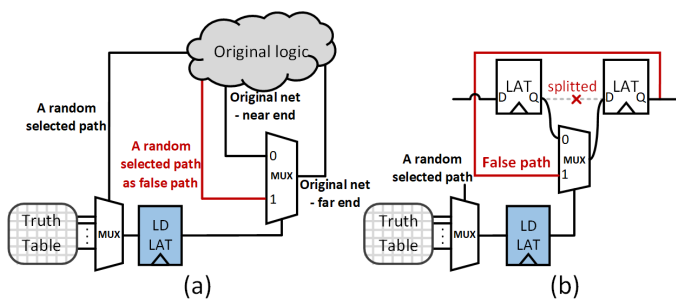 Original logic
A random
selected path
Original net
- near end
A random
selected path
as false path
0
MUX
1
Original net
- far end
Truth
Table
MUX
LD
LAT
(a)
LAT
D
Q
splitted
LAT
D
Q
0
MUX
1
False path
A random
selected path
Truth
Table
MUX
LD
LAT
(b)